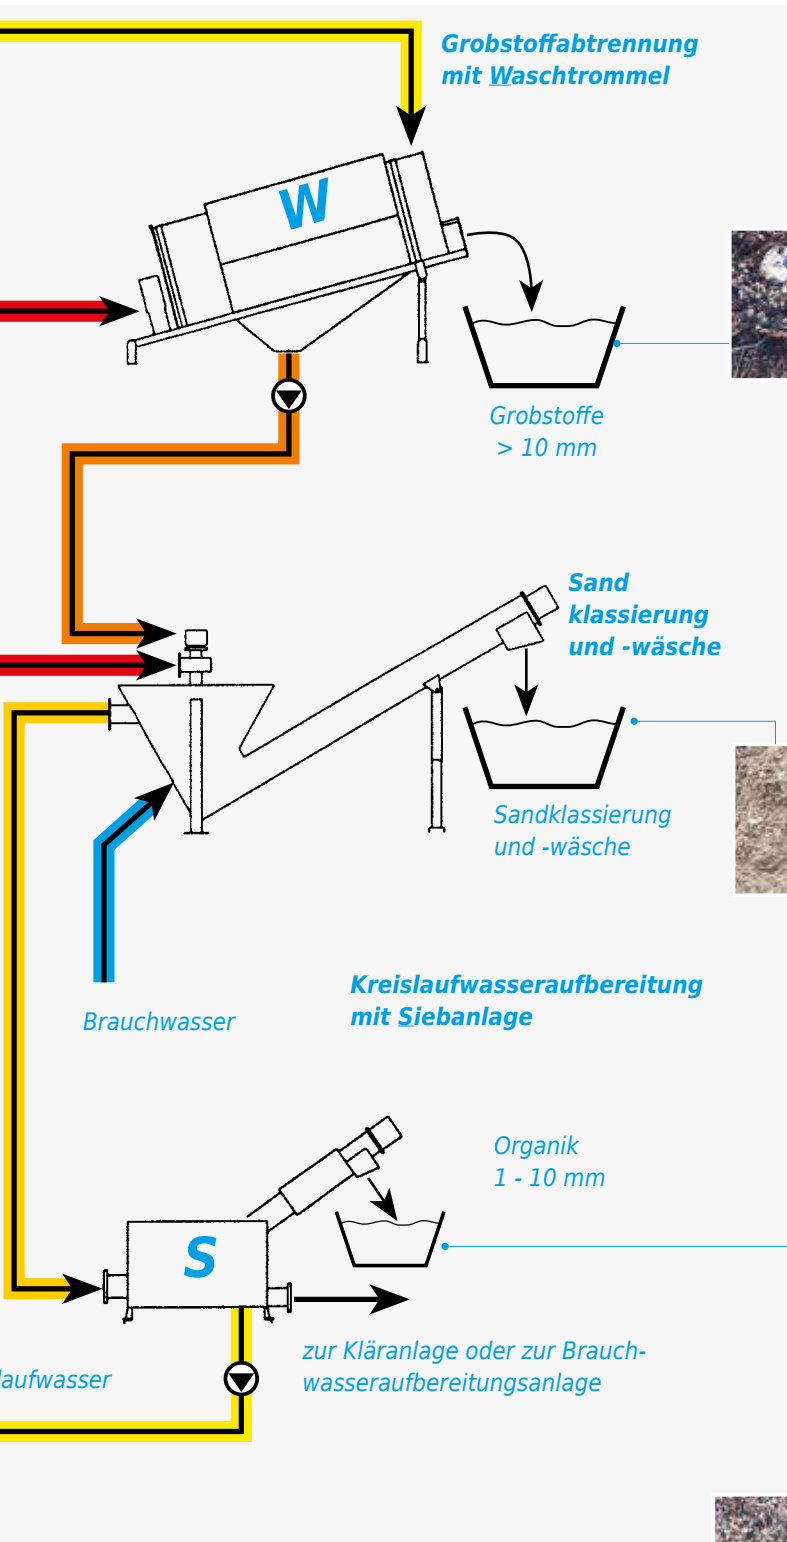 Grobstoffabtrennung
mit Waschtrommel
W
Grobstoffe
> 10 mm
Sand
klassierung
und -wäsche
Sandklassierung
und -wäsche
Kreislaufwasseraufbereitung
mit Siebanlage
Brauchwasser
Organik
1 - 10 mm
S
zur Kläranlage oder zur Brauch-
wasseraufbereitungsanlage
laufwasser